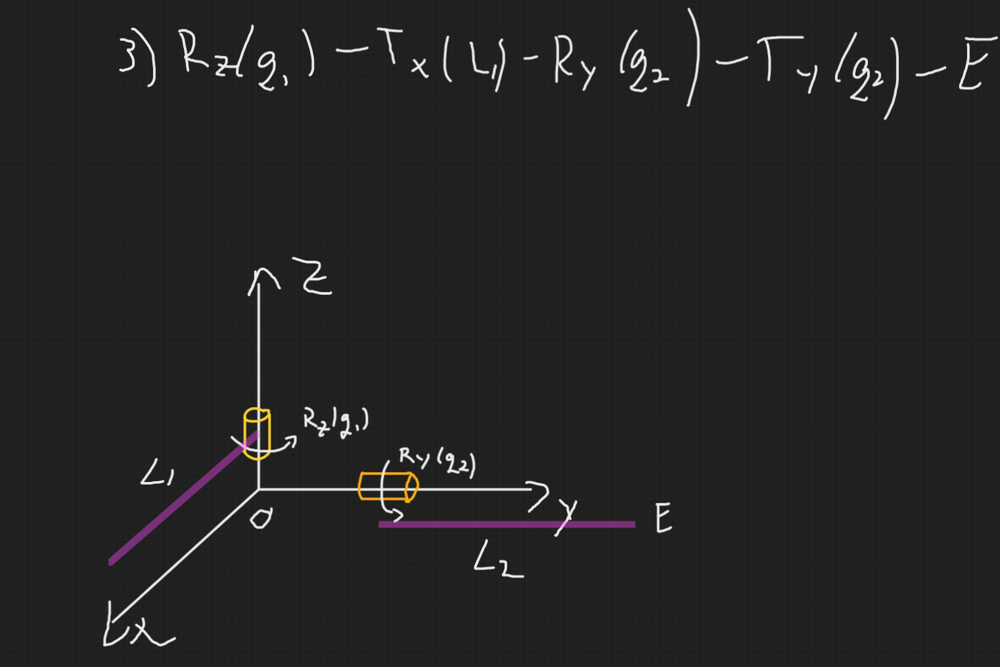 3) Rz(q1) - Tx(L1) - Ry(q2) - Ty(q2) - E
Z
Rz(q1)
Ry(q2)
L1
y
O
E
L2
x